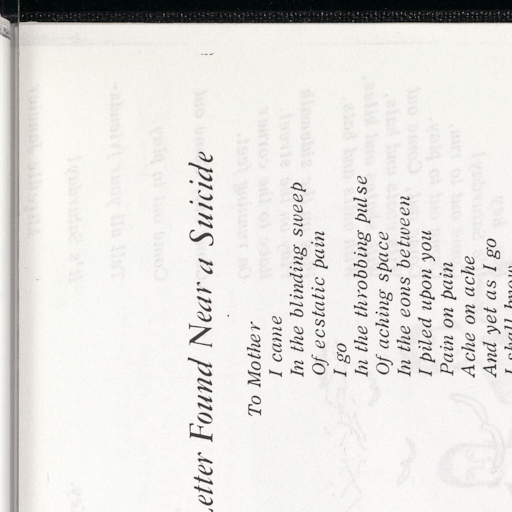 Letter Found Near a Suicide
To Mother
I came
In the blinding sweep
Of ecstatic pain
I go
In the throbbing pulse
Of aching space
In the eons between
I piled upon you
Pain on pain
Ache on ache
And yet as I go
I shall know